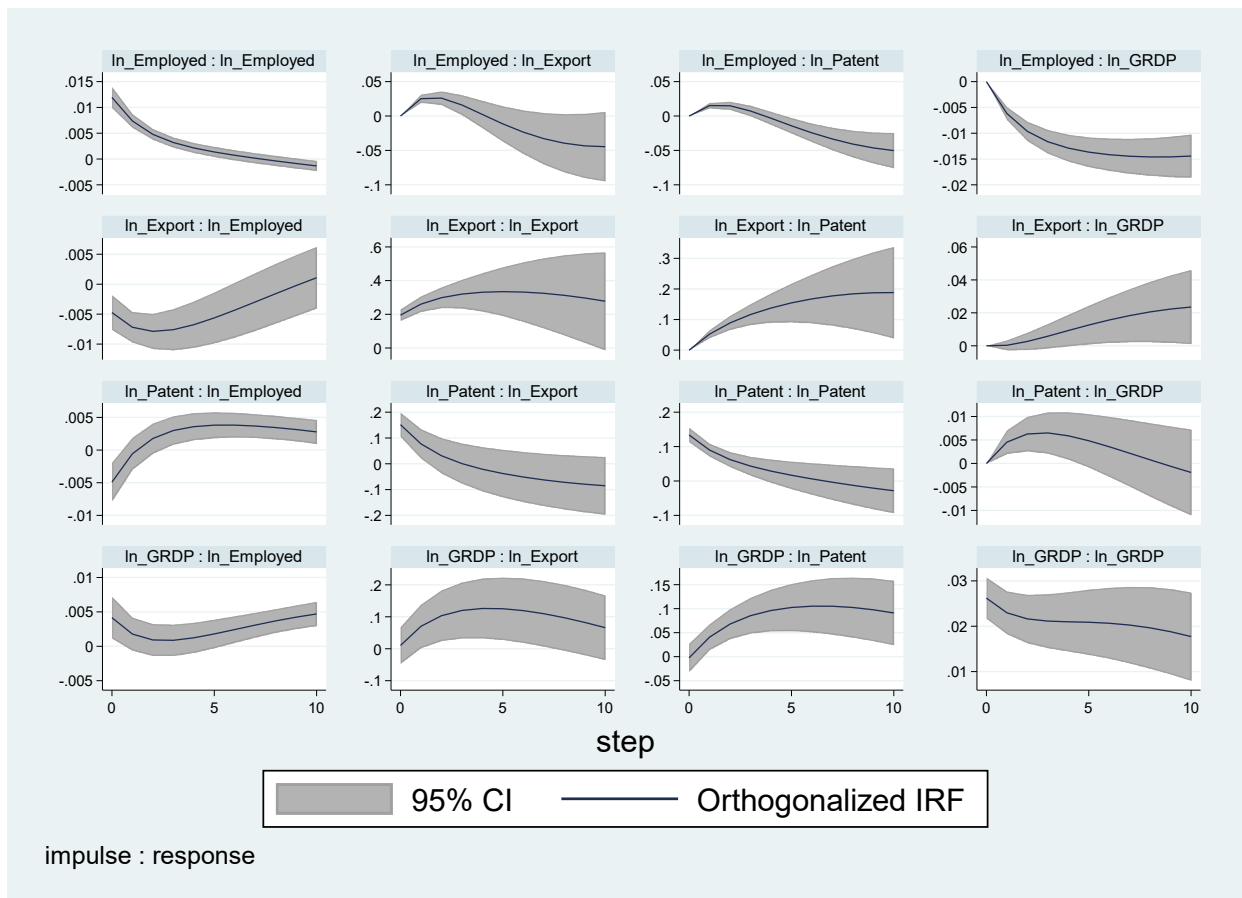 ln_Employed : ln_Employed
ln_Employed : ln_Export
ln_Employed : ln_Patent
ln_Employed : ln_GRDP
.015
.01
.005
0
-.005
.05
0
-.05
-.1
.05
0
-.05
-.1
0
-.005
-.01
-.015
-.02
ln_Export : ln_Employed
ln_Export : ln_Export
ln_Export : ln_Patent
ln_Export : ln_GRDP
.005
0
-.005
-.01
.6
.4
.2
0
.3
.2
.1
0
.06
.04
.02
0
ln_Patent : ln_Employed
ln_Patent : ln_Export
ln_Patent : ln_Patent
ln_Patent : ln_GRDP
.005
0
-.005
-.01
.2
.1
0
-.1
-.2
.2
.1
0
-.1
.01
.005
0
-.005
-.01
ln_GRDP : ln_Employed
ln_GRDP : ln_Export
ln_GRDP : ln_Patent
ln_GRDP : ln_GRDP
.01
.005
0
-.005
.2
.1
0
-.1
.15
.1
.05
0
-.05
.03
.02
.01
0 5 10
0 5 10
0 5 10
0 5 10
step
95% CI
Orthogonalized IRF
impulse : response